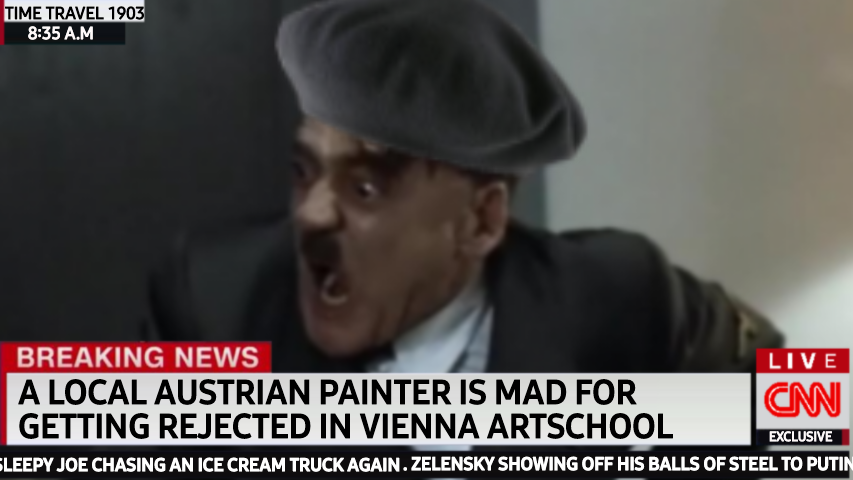 TIME TRAVEL 1903
8:35 A.M
BREAKING NEWS
A LOCAL AUSTRIAN PAINTER IS MAD FOR
GETTING REJECTED IN VIENNA ARTSCHOOL
LIVE
CNN
EXCLUSIVE
SLEEPY JOE CHASING AN ICE CREAM TRUCK AGAIN. ZELENSKY SHOWING OFF HIS BALLS OF STEEL TO PUTIN